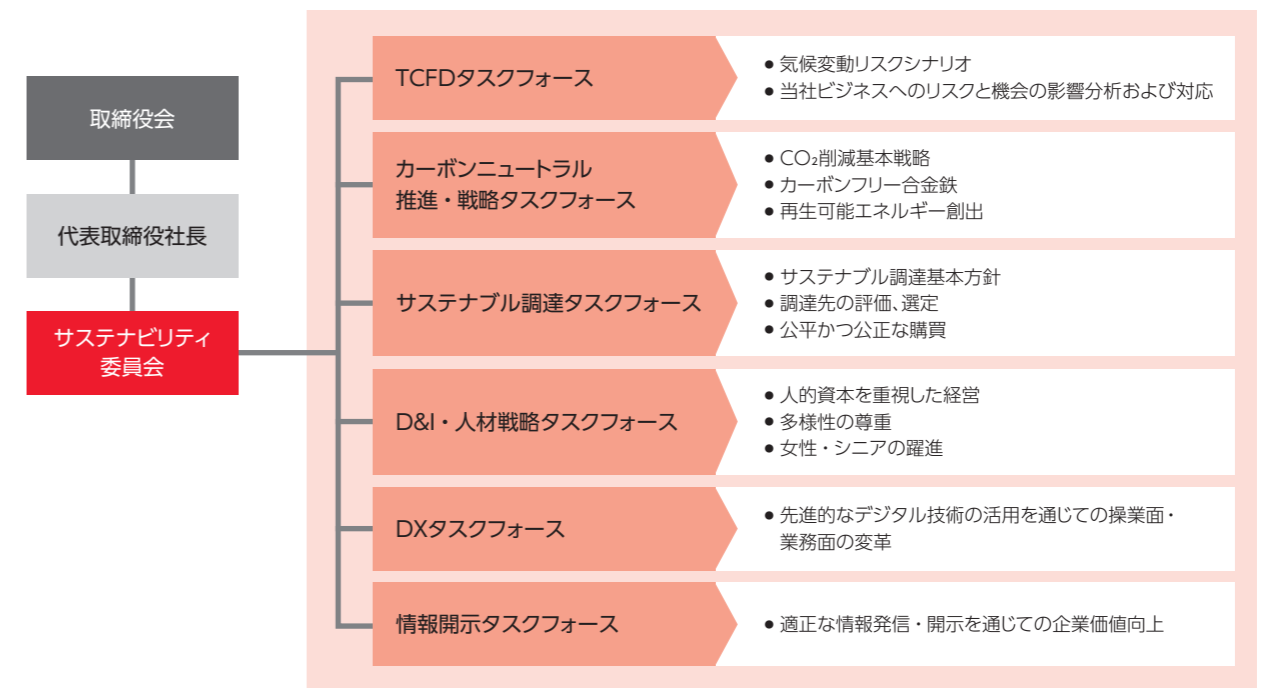 取締役会
代表取締役社長
サステナビリティ
委員会
TCFDタスクフォース
● 気候変動リスクシナリオ
● 当社ビジネスへのリスクと機会の影響分析および対応
カーボンニュートラル
推進・戦略タスクフォース
● CO₂削減基本戦略
● カーボンフリー合金鉄
● 再生可能エネルギー創出
サステナブル調達タスクフォース
● サステナブル調達基本方針
● 調達先の評価、選定
● 公平かつ公正な購買
D&I・人材戦略タスクフォース
● 人的資本を重視した経営
● 多様性の尊重
● 女性・シニアの躍進
DXタスクフォース
● 先進的なデジタル技術の活用を通じての操業面・
業務面の変革
情報開示タスクフォース
● 適正な情報発信・開示を通じての企業価値向上